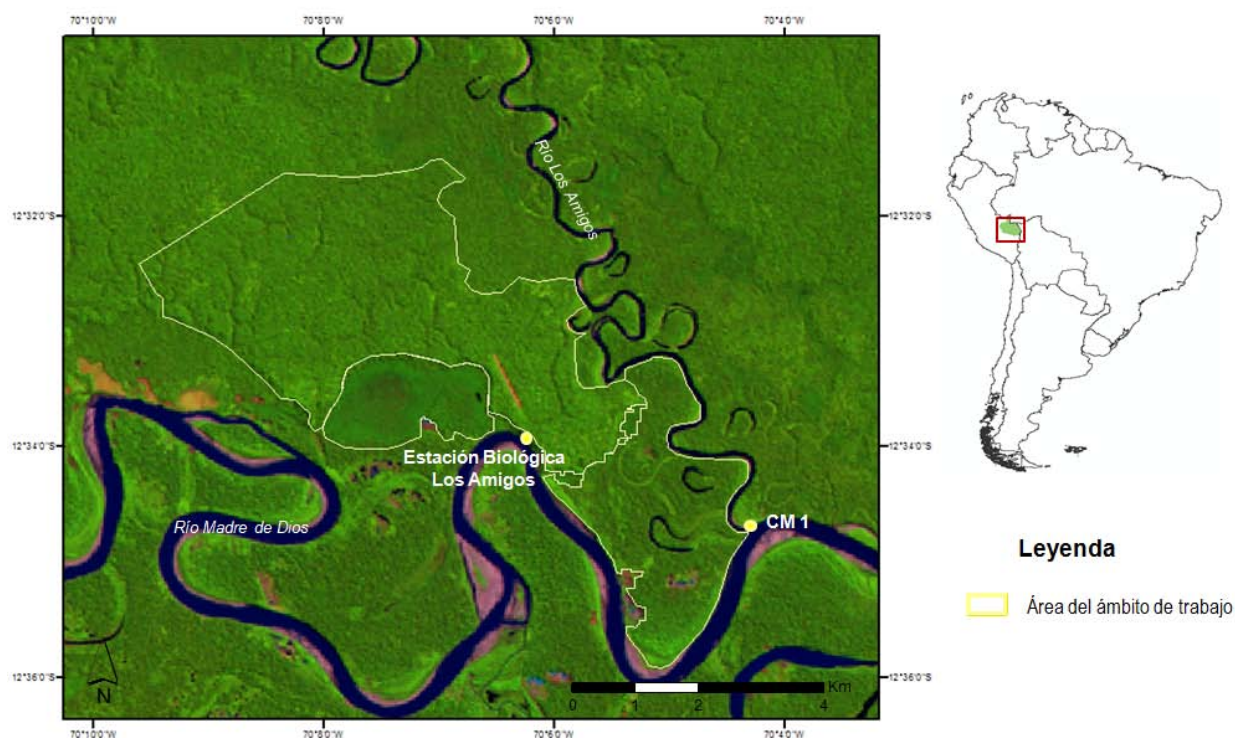 70°10'0"W 70°8'0"W 70°6'0"W 70°4'0"W
Río Los Amigos
12°32'0"S 12°32'0"S
12°34'0"S 12°34'0"S
Estación Biológica
Los Amigos
Río Madre de Dios
CM 1
Leyenda
Área del ámbito de trabajo
12°36'0"S 12°36'0"S
N
Km
0 1 2 4
70°10'0"W 70°8'0"W 70°6'0"W 70°4'0"W